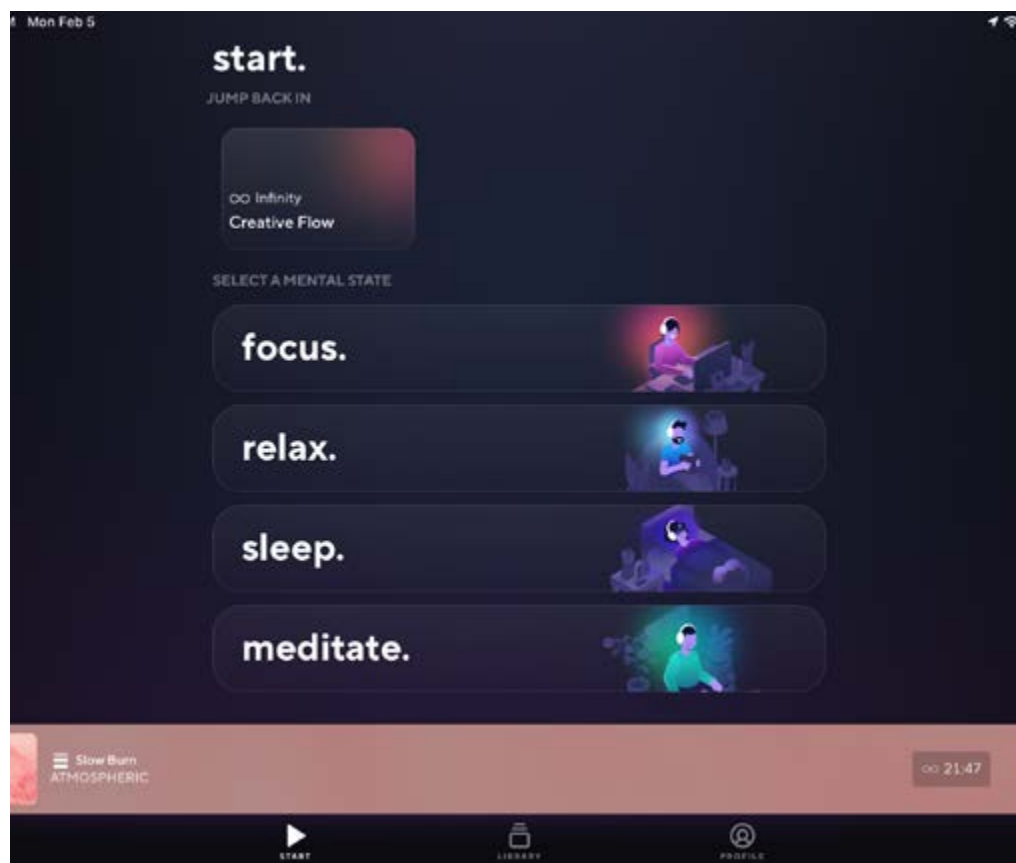 Mon Feb 5
start.
JUMP BACK IN
∞ Infinity
Creative Flow
SELECT A MENTAL STATE
focus.
relax.
sleep.
meditate.
Slow Burn
ATMOSPHERIC
∞ 21:47
START
LIBRARY
PROFILE